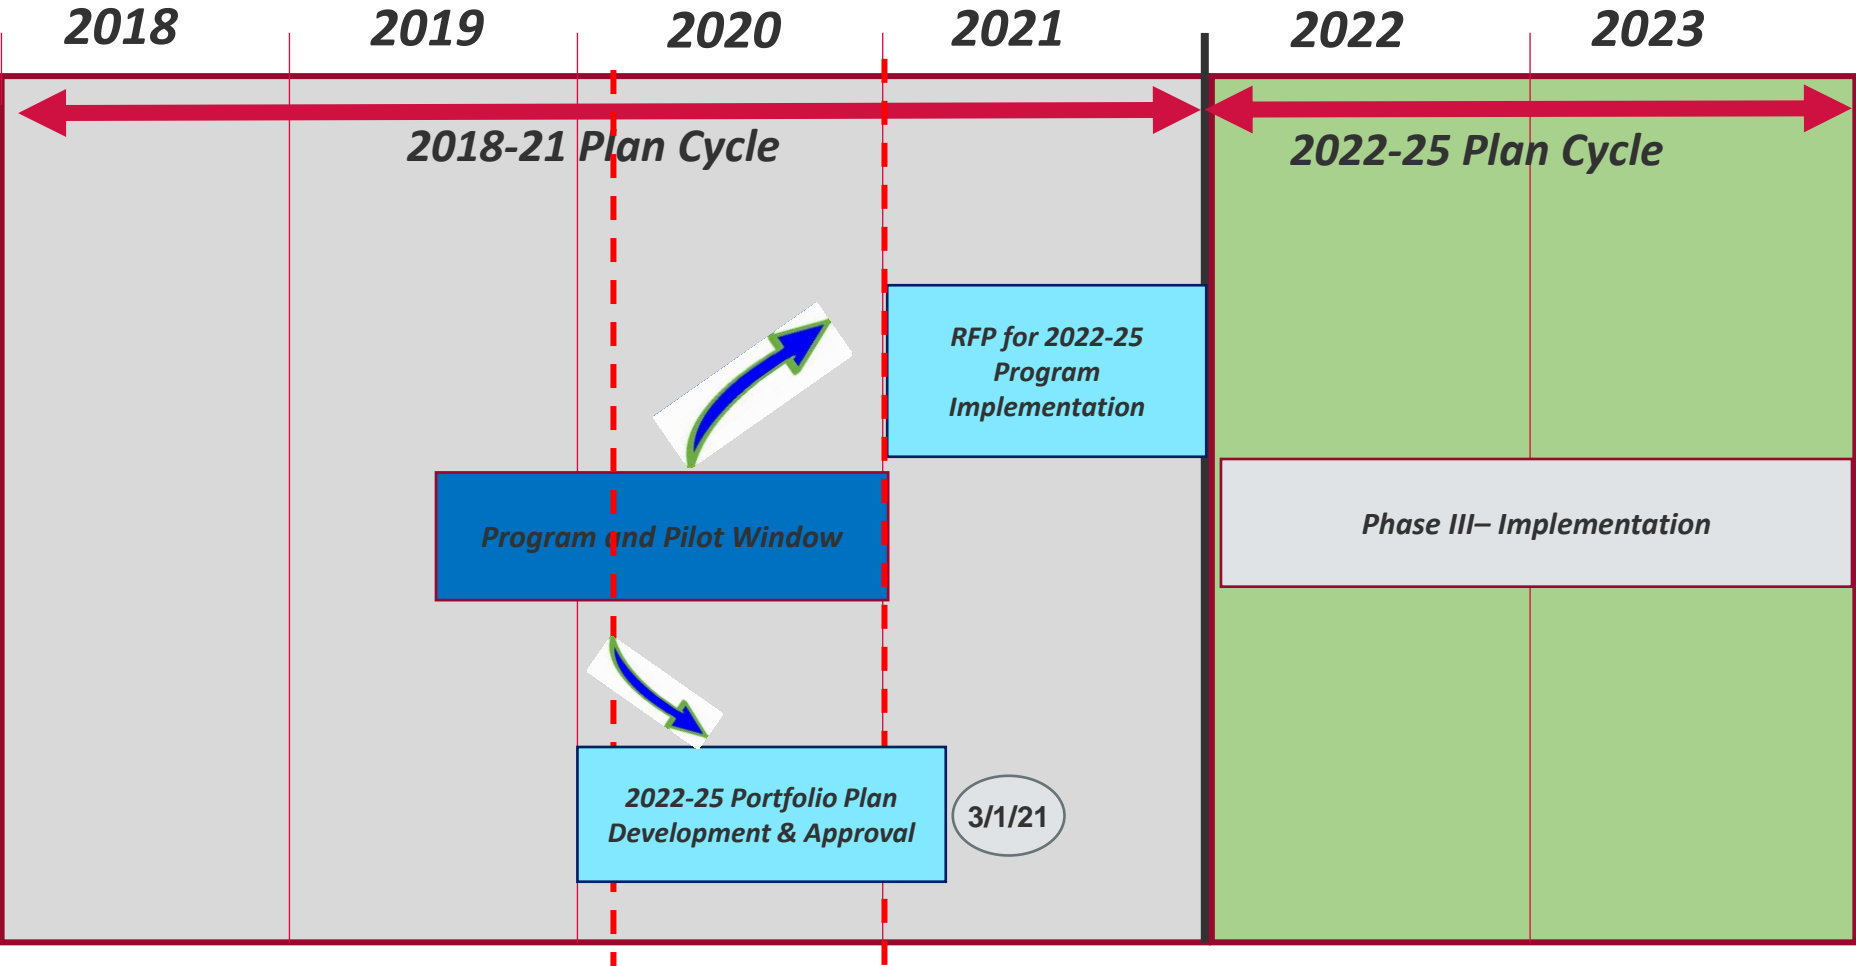 2018
2019
2020
2021
2022
2023
2018-21 Plan Cycle
2022-25 Plan Cycle
RFP for 2022-25
Program
Implementation
Program and Pilot Window
Phase III– Implementation
2022-25 Portfolio Plan
Development & Approval
3/1/21